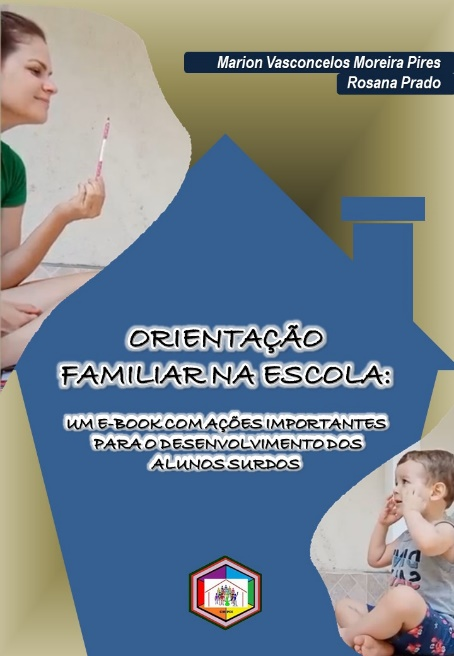 Marion Vasconcelos Moreira Pires
Rosana Prado
ORIENTAÇÃO
FAMILIAR NA ESCOLA:
UM E-BOOK COM AÇÕES IMPORTANTES
PARA O DESENVOLVIMENTO DOS
ALUNOS SURDOS